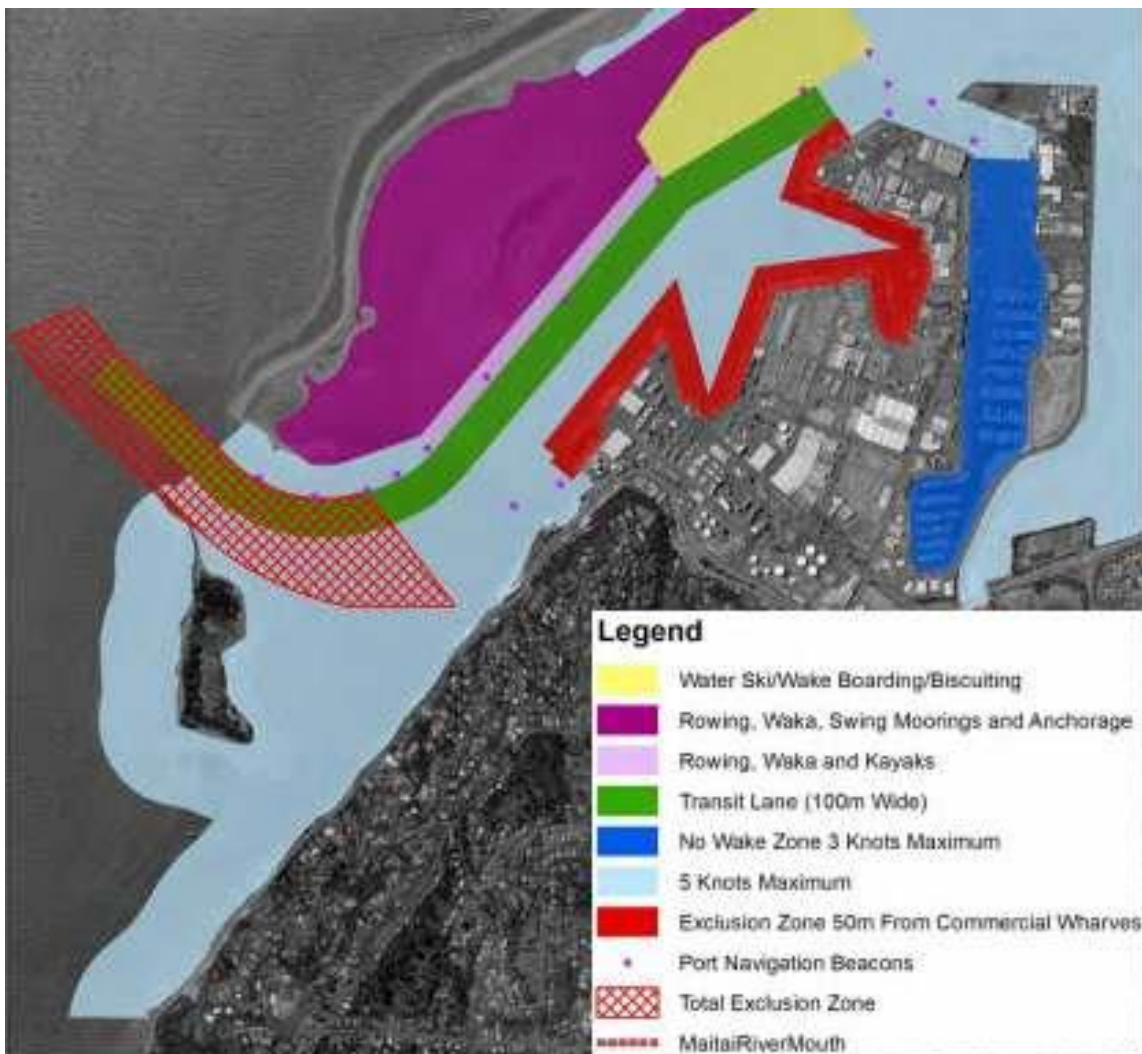 Legend
Water Ski/Wake Boarding/Biscuiting
Rowing, Waka, Swing Moorings and Anchorage
Rowing, Waka and Kayaks
Transit Lane (100m Wide)
No Wake Zone 3 Knots Maximum
5 Knots Maximum
Exclusion Zone 50m From Commercial Wharves
Port Navigation Beacons
Total Exclusion Zone
MaitaiRiverMouth